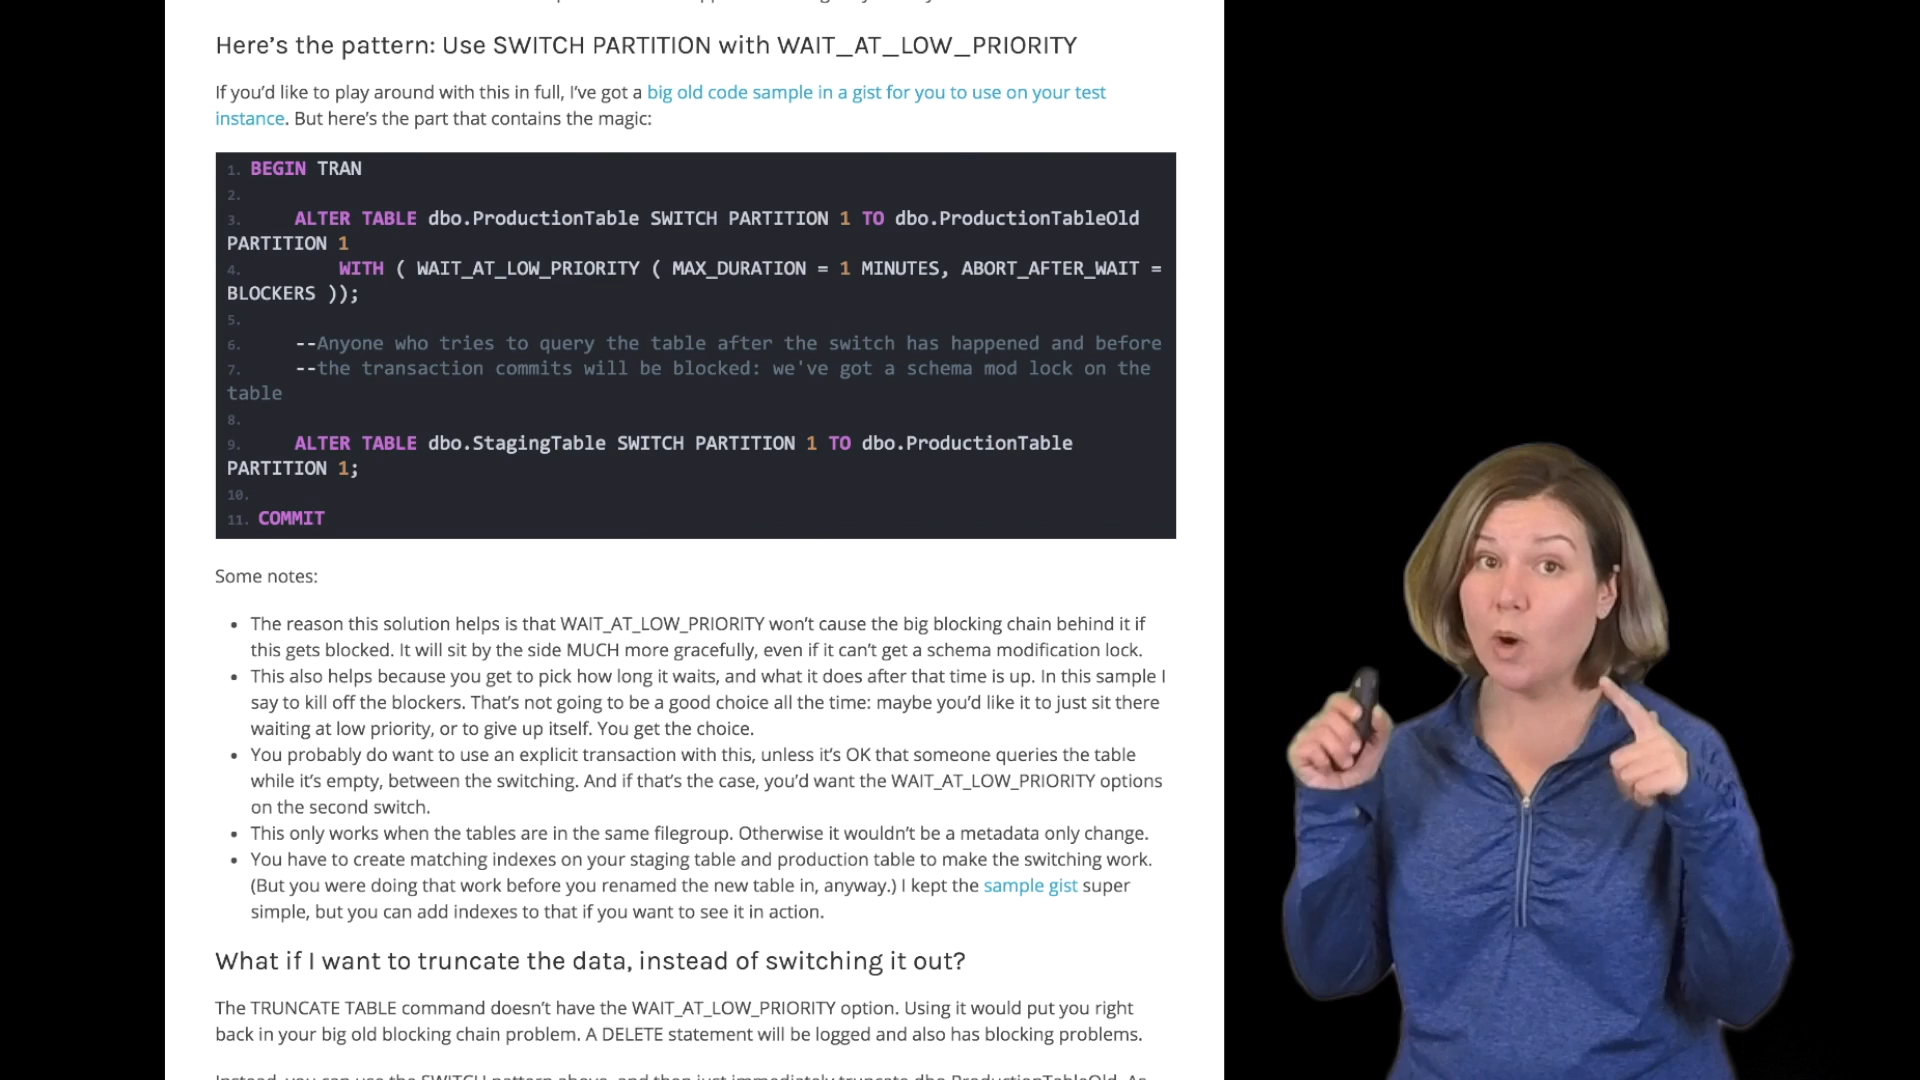 Here's the pattern: Use SWITCH PARTITION with WAIT_AT_LOW_PRIORITY
If you'd like to play around with this in full, I've got a big old code sample in a gist for you to use on your test
instance. But here's the part that contains the magic:
1. BEGIN TRAN
2.
3. ALTER TABLE dbo.ProductionTable SWITCH PARTITION 1 TO dbo.ProductionTableOld
PARTITION 1
4. WITH ( WAIT_AT_LOW_PRIORITY ( MAX_DURATION = 1 MINUTES, ABORT_AFTER_WAIT =
BLOCKERS ));
5.
6. --Anyone who tries to query the table after the switch has happened and before
7. --the transaction commits will be blocked: we've got a schema mod lock on the
table
8.
9. ALTER TABLE dbo.StagingTable SWITCH PARTITION 1 TO dbo.ProductionTable
PARTITION 1;
10.
11. COMMIT
Some notes:
• The reason this solution helps is that WAIT_AT_LOW_PRIORITY won't cause the big blocking chain behind it if
this gets blocked. It will sit by the side MUCH more gracefully, even if it can't get a schema modification lock.
• This also helps because you get to pick how long it waits, and what it does after that time is up. In this sample I
say to kill off the blockers. That's not going to be a good choice all the time: maybe you'd like it to just sit there
waiting at low priority, or to give up itself. You get the choice.
• You probably do want to use an explicit transaction with this, unless it's OK that someone queries the table
while it's empty, between the switching. And if that's the case, you'd want the WAIT_AT_LOW_PRIORITY options
on the second switch.
• This only works when the tables are in the same filegroup. Otherwise it wouldn't be a metadata only change.
• You have to create matching indexes on your staging table and production table to make the switching work.
(But you were doing that work before you renamed the new table in, anyway.) I kept the sample gist super
simple, but you can add indexes to that if you want to see it in action.
What if I want to truncate the data, instead of switching it out?
The TRUNCATE TABLE command doesn't have the WAIT_AT_LOW_PRIORITY option. Using it would put you right
back in your big old blocking chain problem. A DELETE statement will be logged and also has blocking problems.
Instead, you can use the SWITCH pattern above, and then just immediately truncate dbo.ProductionTableOld. As